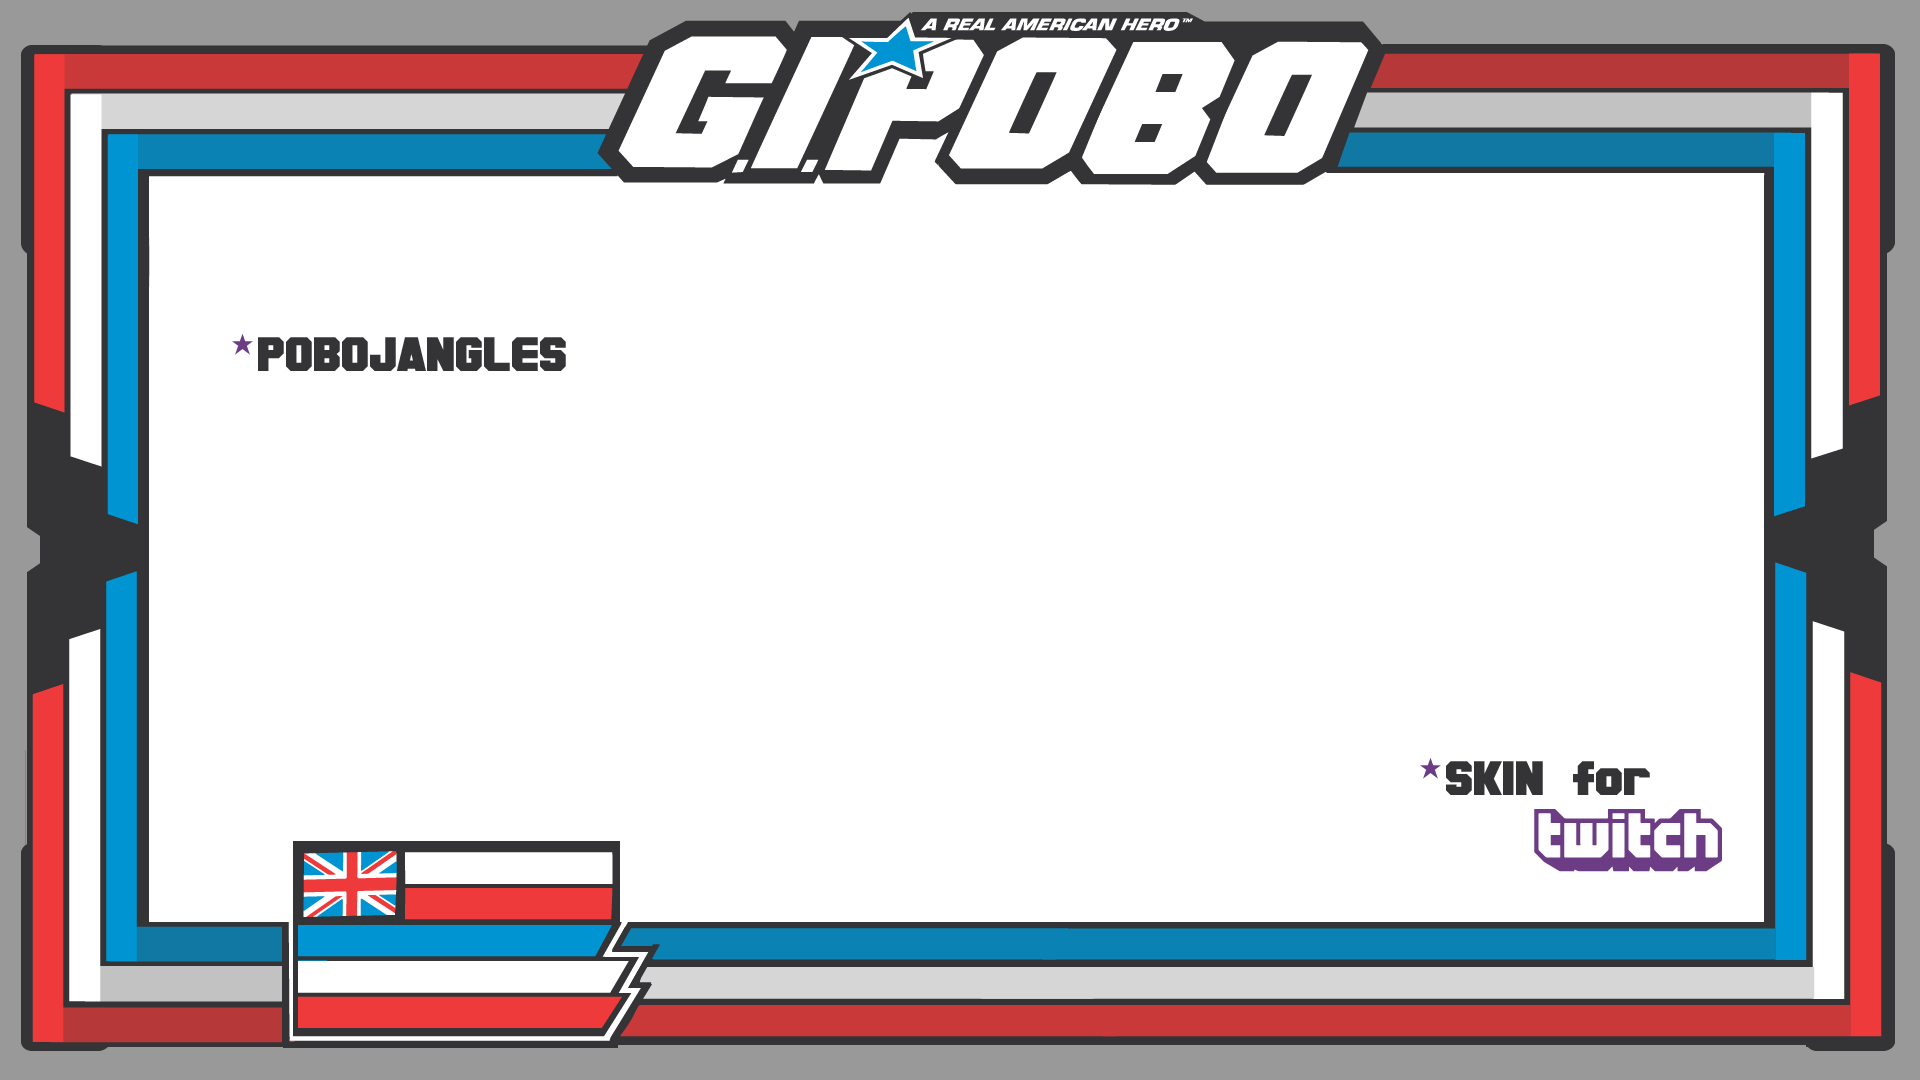 A REAL AMERICAN HERO™
G.I.POBO
★POBOJANGLES
★SKIN for
twitch